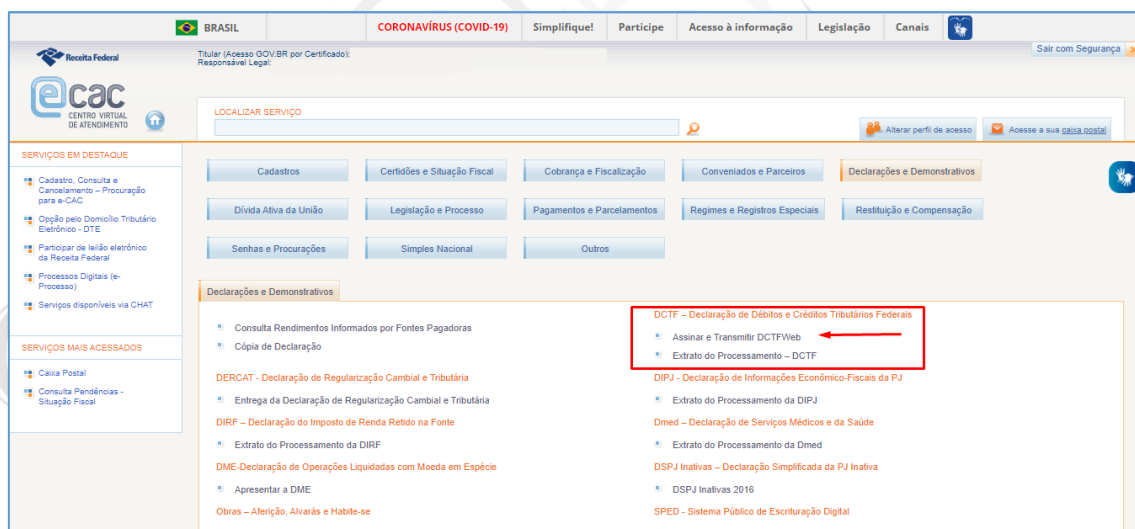 BRASIL CORONAVÍRUS (COVID-19) Simplifique! Participe Acesso à informação Legislação Canais
Receita Federal
Titular (Acesso GOV.BR por Certificado):
Responsável Legal:
Sair com Segurança
eCAC
CENTRO VIRTUAL
DE ATENDIMENTO
LOCALIZAR SERVIÇO
Alterar perfil de acesso Acesse a sua caixa postal
SERVIÇOS EM DESTAQUE
Cadastro, Consulta e
Cancelamento – Procuração
para e-CAC
Opção pelo Domicílio Tributário
Eletrônico - DTE
Participar de leilão eletrônico
da Receita Federal
Processos Digitais (e-
Processo)
Serviços disponíveis via CHAT
SERVIÇOS MAIS ACESSADOS
Caixa Postal
Consulta Pendências -
Situação Fiscal
Cadastros Certidões e Situação Fiscal Cobrança e Fiscalização Conveniados e Parceiros Declarações e Demonstrativos
Dívida Ativa da União Legislação e Processo Pagamentos e Parcelamentos Regimes e Registros Especiais Restituição e Compensação
Senhas e Procurações Simples Nacional Outros
Declarações e Demonstrativos
Consulta Rendimentos Informados por Fontes Pagadoras
Cópia de Declaração
DERCAT - Declaração de Regularização Cambial e Tributária
Entrega da Declaração de Regularização Cambial e Tributária
DIRF – Declaração do Imposto de Renda Retido na Fonte
Extrato do Processamento da DIRF
DME-Declaração de Operações Liquidadas com Moeda em Espécie
Apresentar a DME
Obras – Aferição, Alvarás e Habite-se
DCTF – Declaração de Débitos e Créditos Tributários Federais
Assinar e Transmitir DCTFWeb
Extrato do Processamento – DCTF
DIPJ - Declaração de Informações Econômico-Fiscais da PJ
Extrato do Processamento da DIPJ
Dmed – Declaração de Serviços Médicos e da Saúde
Extrato do Processamento da Dmed
DSPJ Inativas – Declaração Simplificada da PJ Inativa
DSPJ Inativas 2016
SPED - Sistema Público de Escrituração Digital